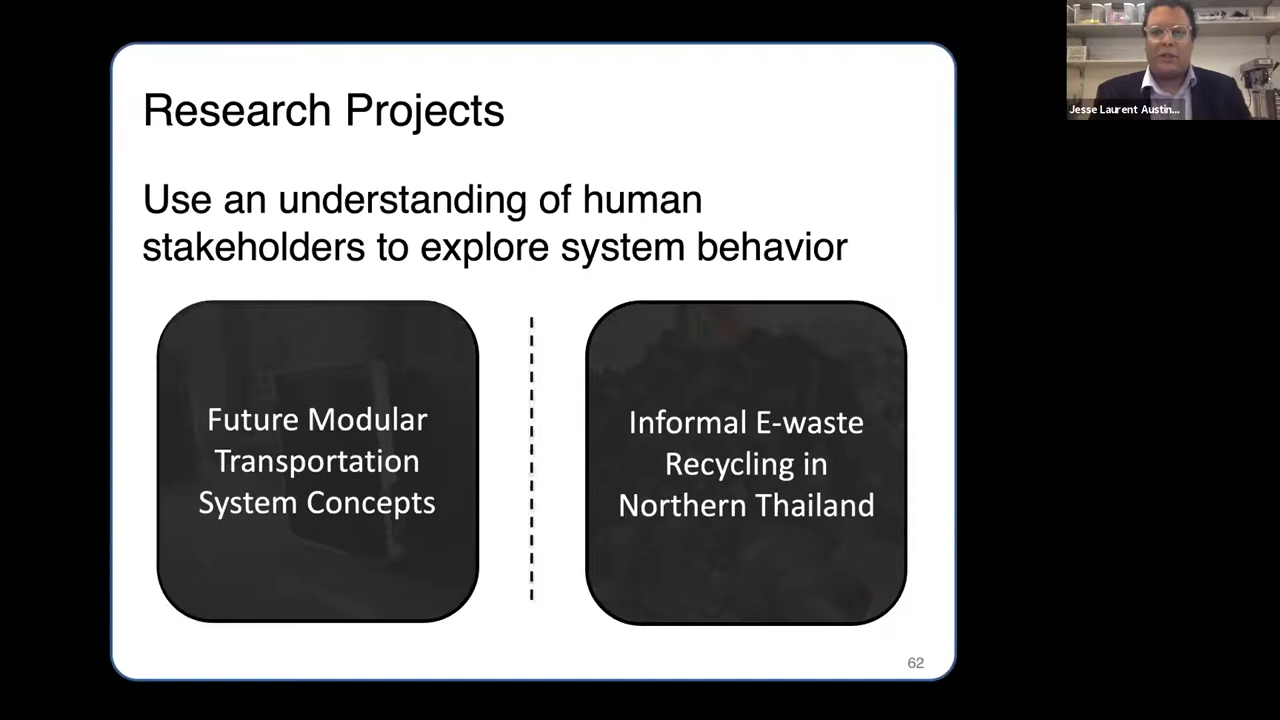 Research Projects
Use an understanding of human
stakeholders to explore system behavior
Future Modular
Transportation
System Concepts
Informal E-waste
Recycling in
Northern Thailand
62
Jesse Laurent Austin...